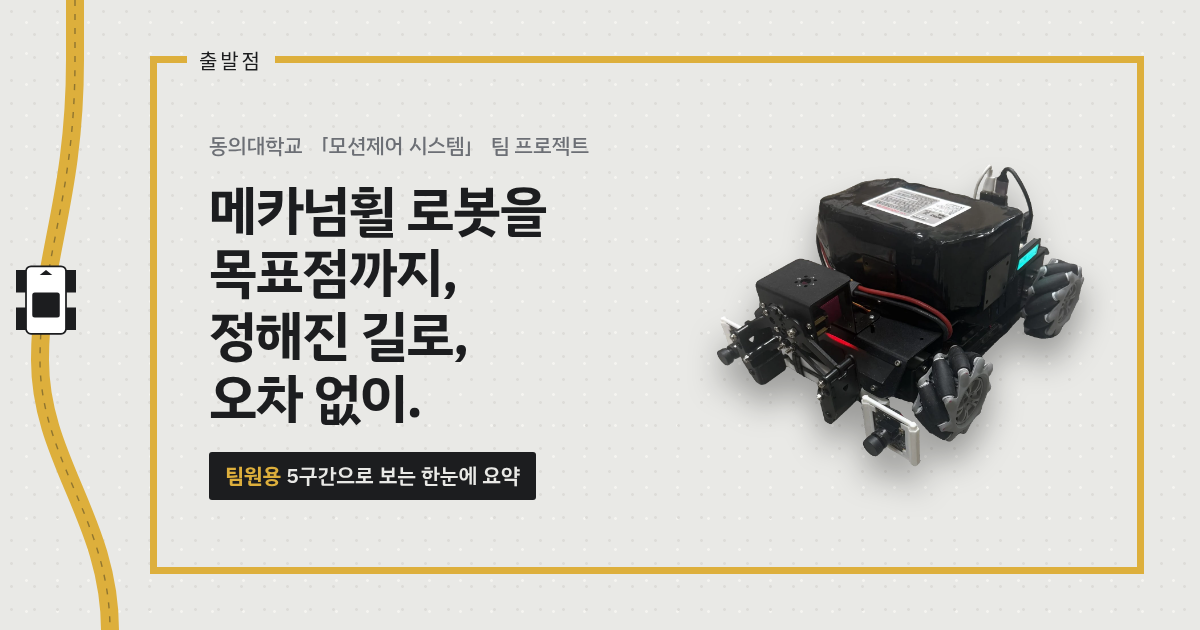 출발점
동의대학교 「모션제어 시스템」 팀 프로젝트
메카넘휠 로봇을
목표점까지,
정해진 길로,
오차 없이.
팀원용 5구간으로 보는 한눈에 요약